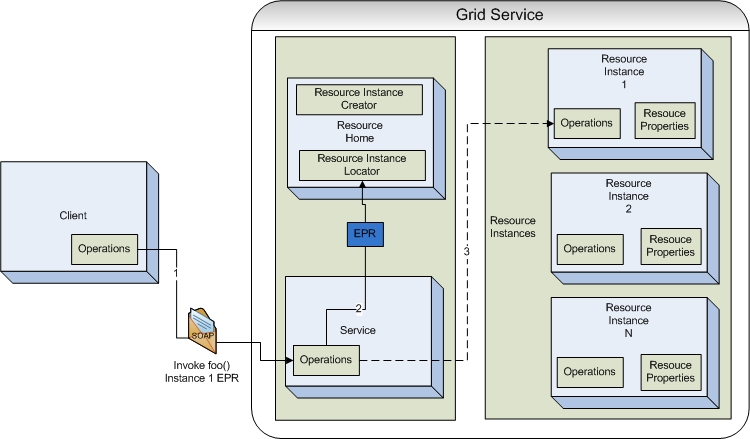 Grid Service
Resource Instance
Creator
Resource
Home
Resource Instance
Locator
EPR
2
Service
Operations
Client
Operations
1
SOAP
Invoke foo()
Instance 1 EPR
3
Resource
Instances
Resource
Instance
1
Operations
Resouce
Properties
Resource
Instance
2
Operations
Resouce
Properties
Resource
Instance
N
Operations
Resouce
Properties